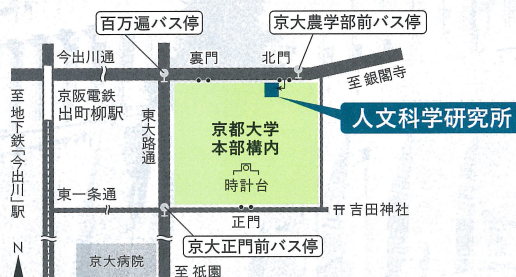 百万遍バス停
京大農学部前バス停
今出川通
裏門
北門
至 銀閣寺
至 地下鉄「今出川」駅
京阪電鉄
出町柳駅
東大路通
人文科学研究所
京都大学
本部構内
時計台
東一条通
正門
吉田神社
京大正門前バス停
N
京大病院
至 祇園